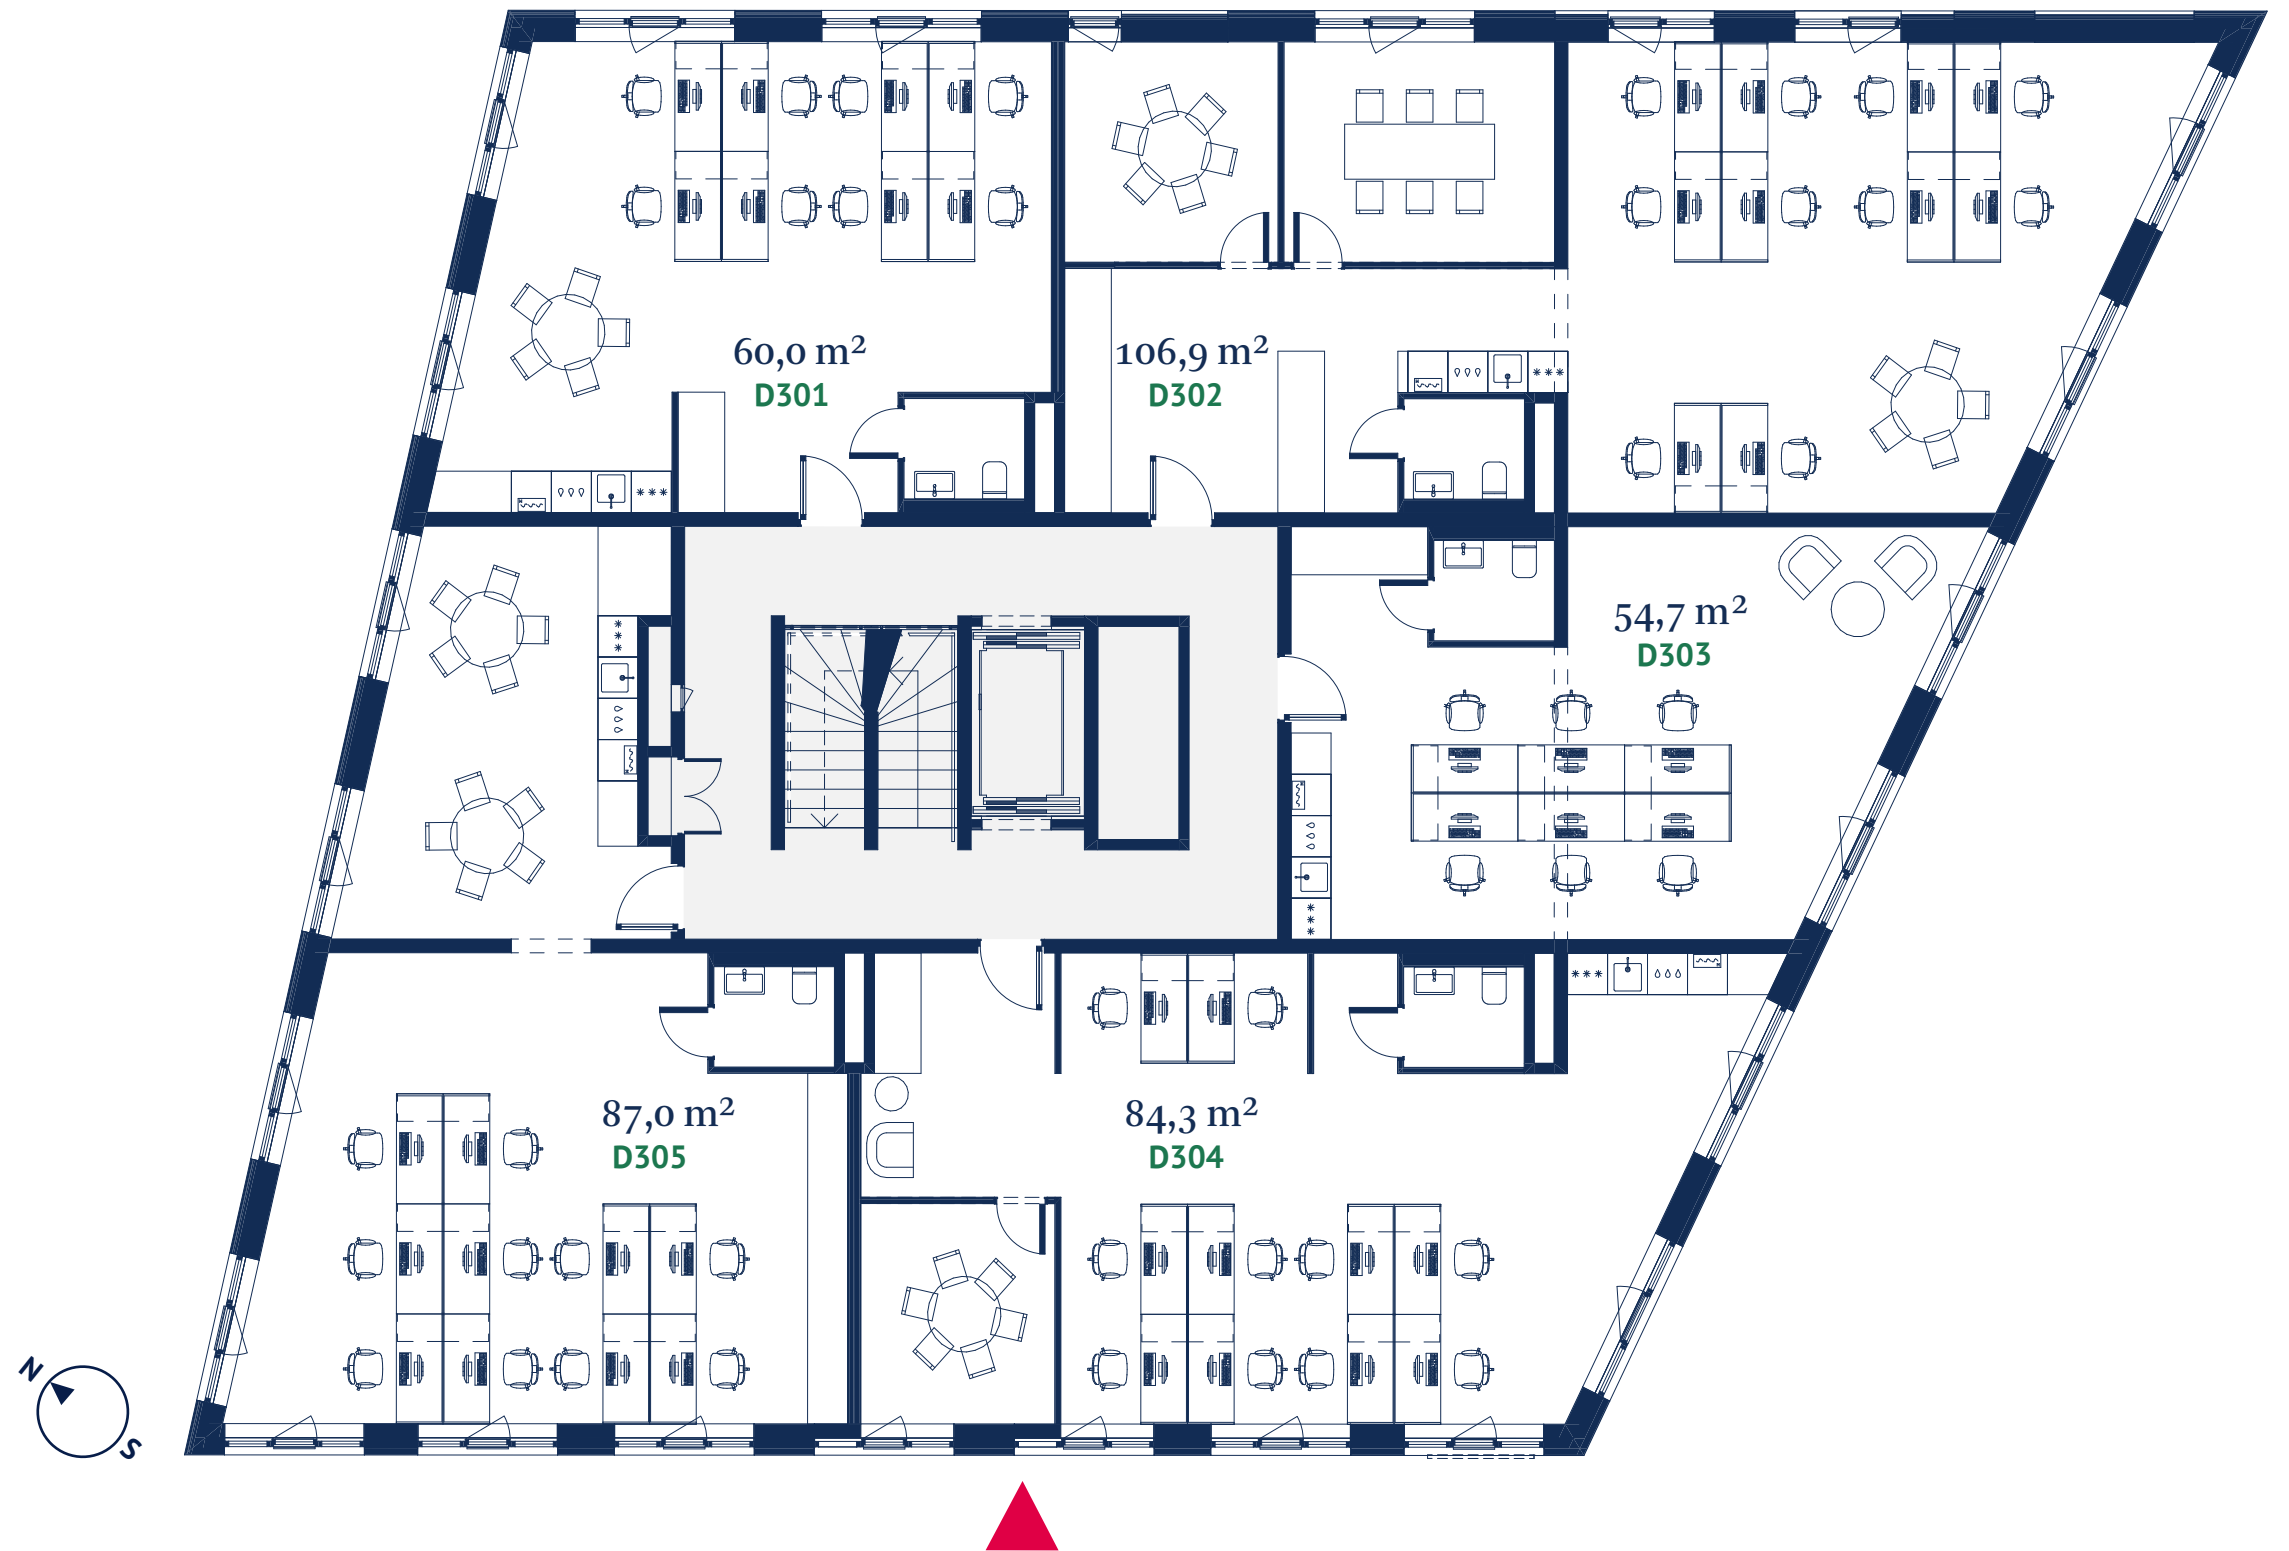 60,0 m²
D301
106,9 m²
D302
54,7 m²
D303
87,0 m²
D305
84,3 m²
D304
N
S